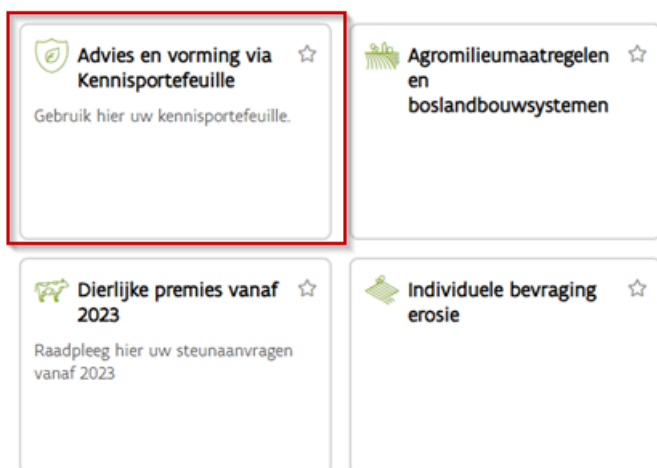 Advies en vorming via
Kennisportefeuille
Gebruik hier uw kennisportefeuille.
Agromilieumaatregelen
en
boslandbouwsystemen
Dierlijke premies vanaf
2023
Raadpleeg hier uw steunaanvragen
vanaf 2023
Individuele bevraging
erosie